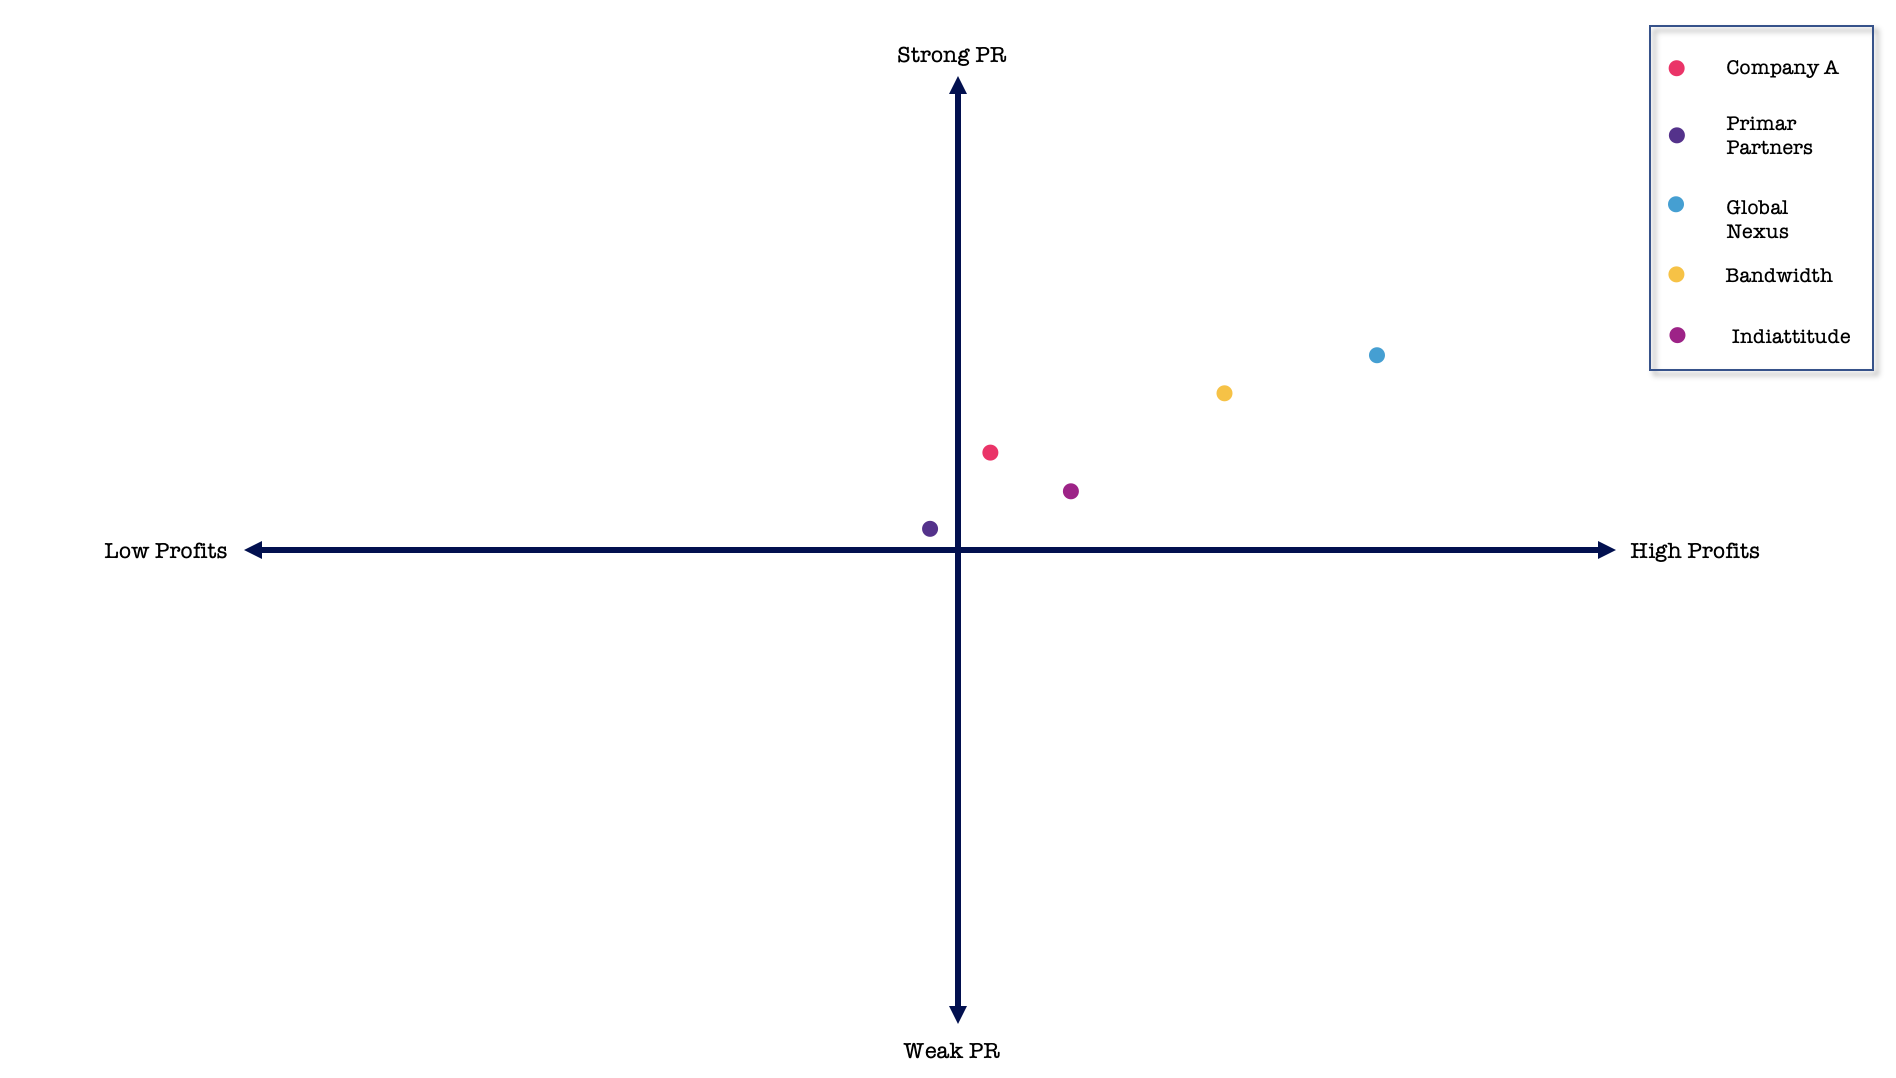 Strong PR
Company A
Primar
Partners
Global
Nexus
Bandwidth
Indiattitude
Low Profits
High Profits
Weak PR